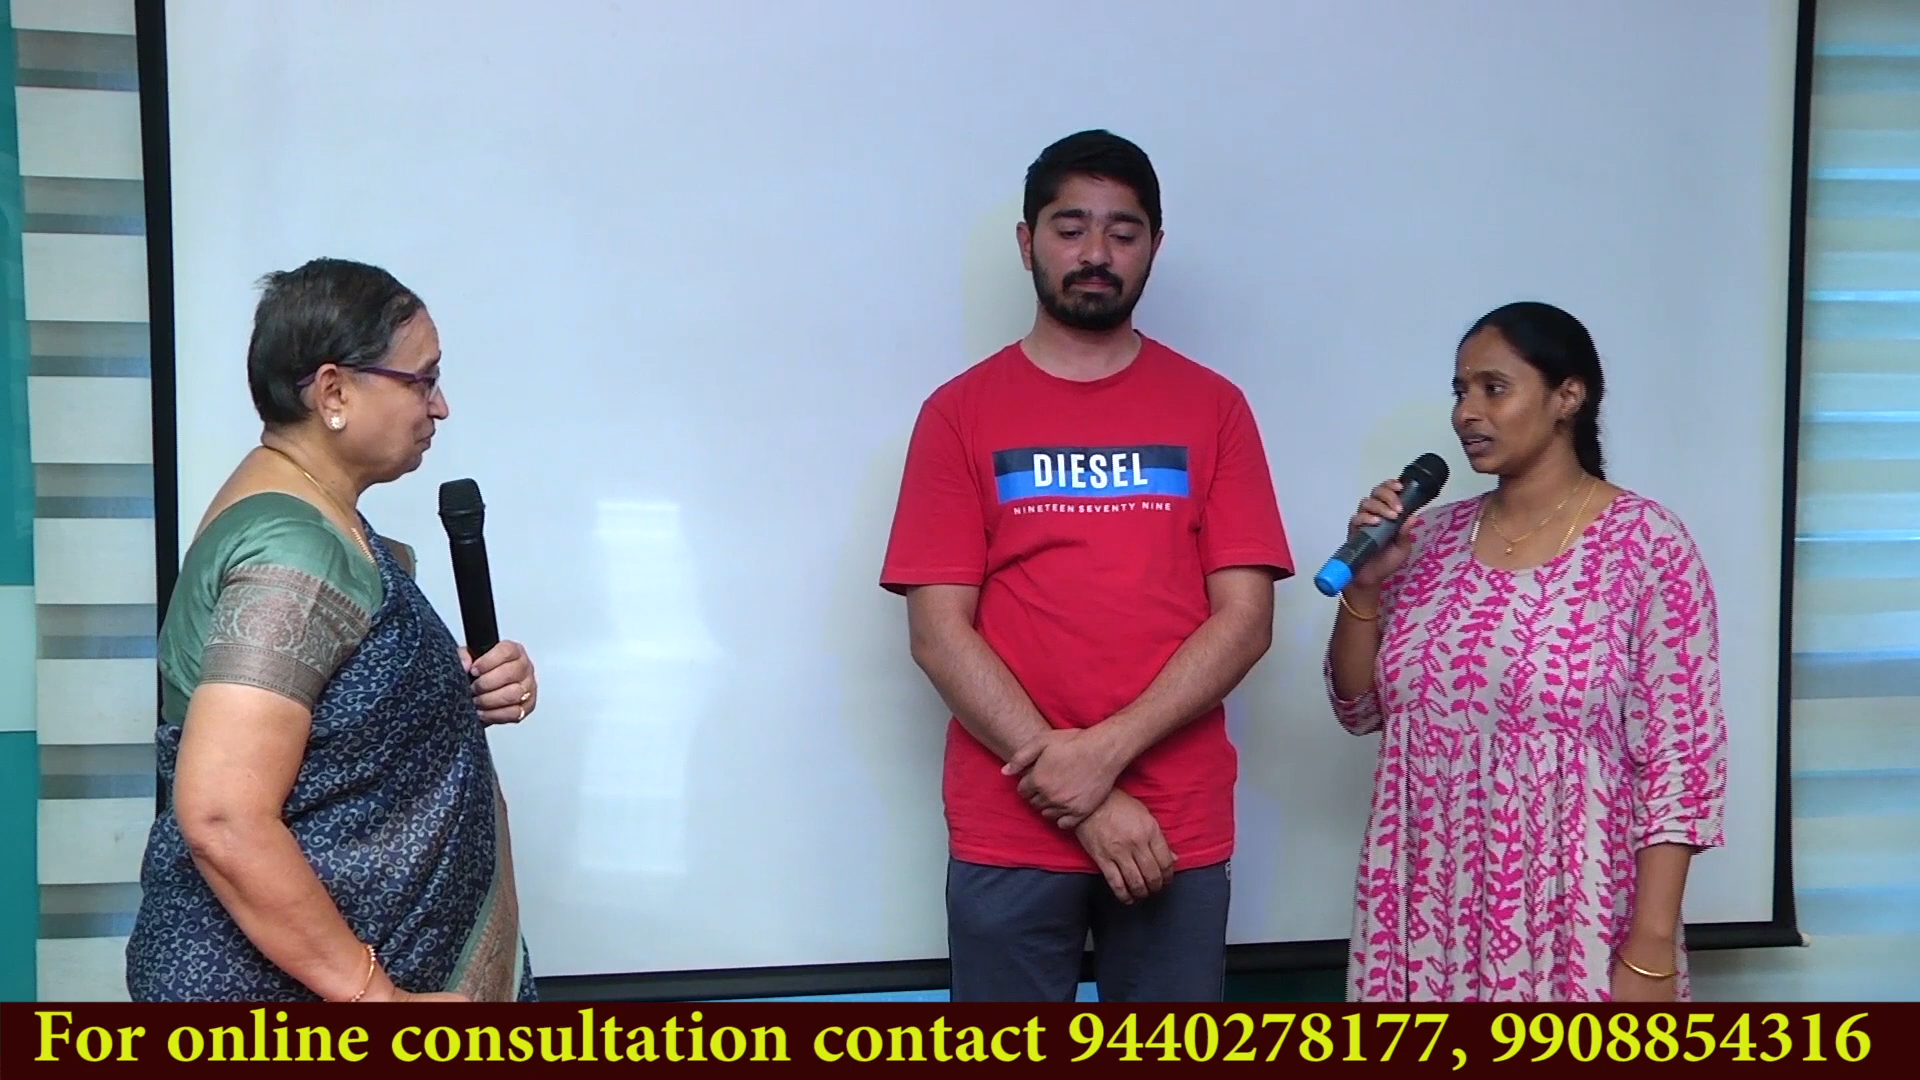 DIESEL
NINETEEN SEVENTY NINE
For online consultation contact 9440278177, 9908854316